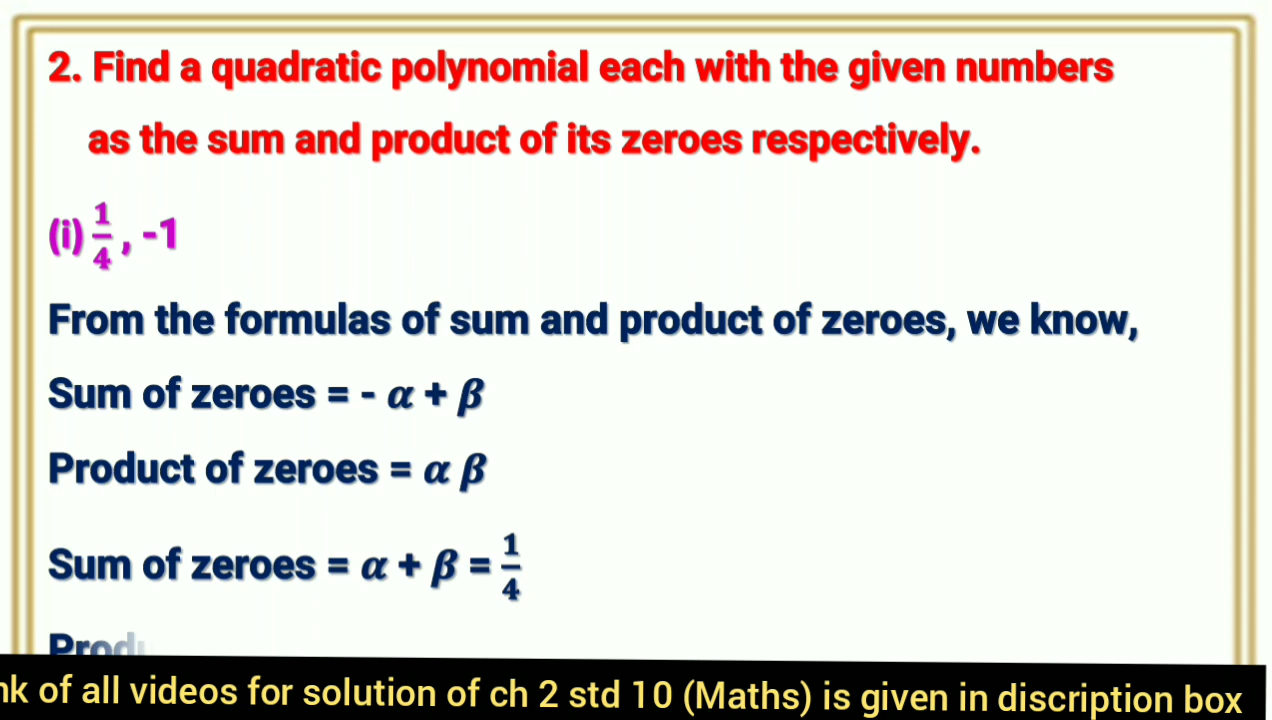 2. Find a quadratic polynomial each with the given numbers
as the sum and product of its zeroes respectively.
(i) 1/4 , -1
From the formulas of sum and product of zeroes, we know,
Sum of zeroes = - α + β
Product of zeroes = α β
Sum of zeroes = α + β = 1/4
of all videos for solution of ch 2 std 10 (Maths) is given in discription box